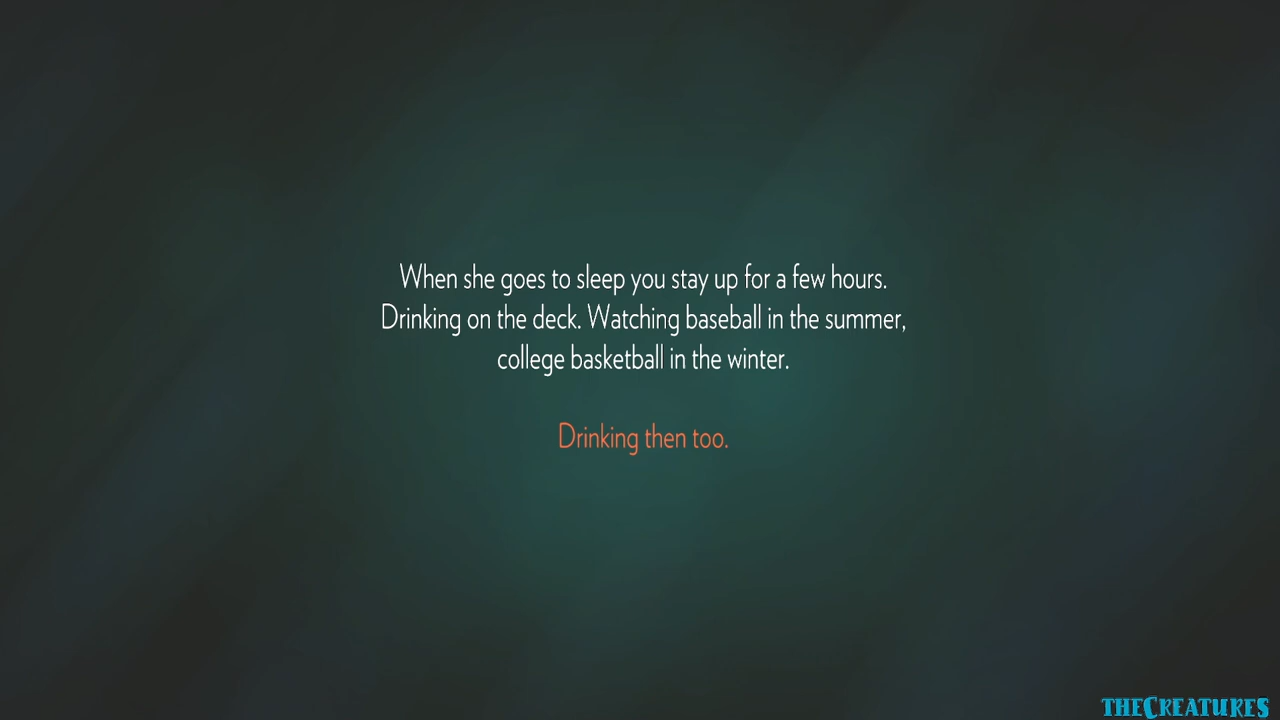 When she goes to sleep you stay up for a few hours.
Drinking on the deck. Watching baseball in the summer,
college basketball in the winter.
Drinking then too.
THECREATURES